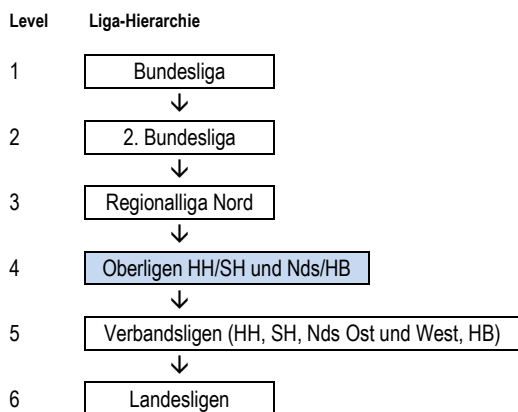 Level Liga-Hierarchie
1 Bundesliga
2 2. Bundesliga
3 Regionalliga Nord
4 Oberligen HH/SH und Nds/HB
5 Verbandsligen (HH, SH, Nds Ost und West, HB)
6 Landesligen